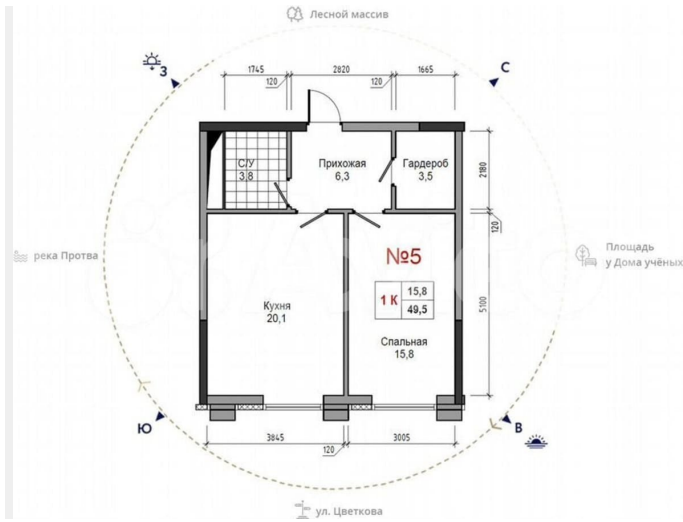 Лесной массив
З
С
1745
2820
1665
120
120
С/У
3,8
Прихожая
6,3
Гардероб
3,5
2180
120
река Протва
Площадь
у Дома учёных
№5
1 К
15,8
49,5
Кухня
20,1
Спальная
15,8
5100
Ю
В
3845
3005
120
ул. Цветкова